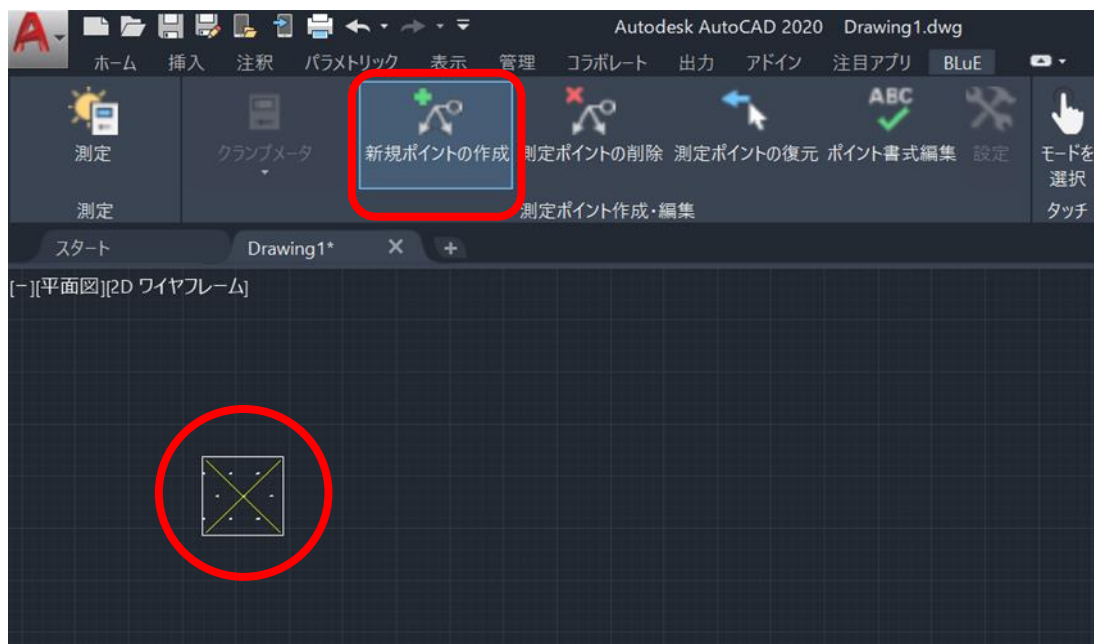 Autodesk AutoCAD 2020 Drawing1.dwg
ホーム 挿入 注釈 パラメトリック 表示 管理 コラボレート 出力 アドイン 注目アプリ BLuE
ABC
測定 クランプメータ 新規ポイントの作成 測定ポイントの削除 測定ポイントの復元 ポイント書式編集 設定 モードを
選択
測定 測定ポイント作成・編集 タッチ
スタート Drawing1*
[-][平面図][2D ワイヤフレーム]